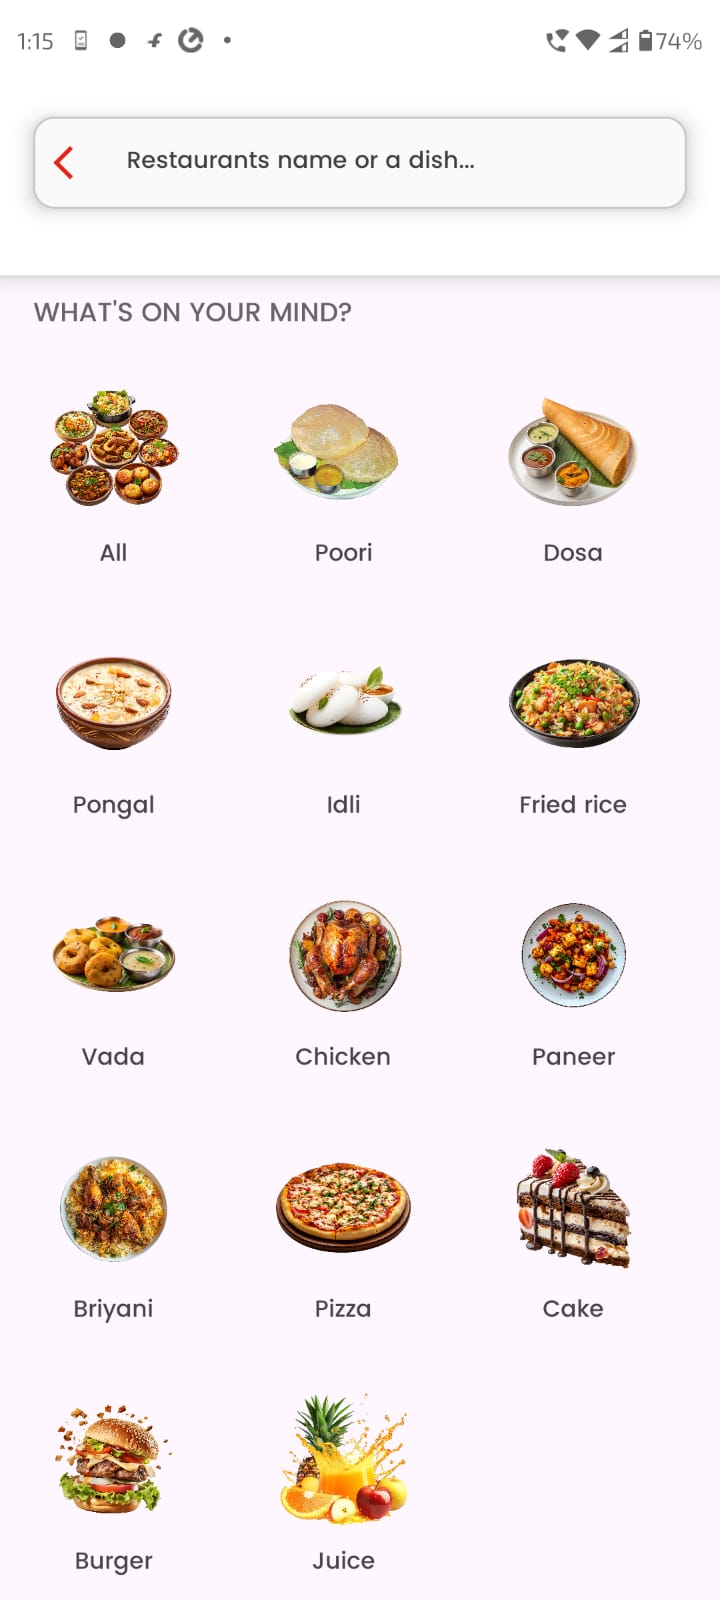 1:15
74%
Restaurants name or a dish...
WHAT'S ON YOUR MIND?
All
Poori
Dosa
Pongal
Idli
Fried rice
Vada
Chicken
Paneer
Briyani
Pizza
Cake
Burger
Juice